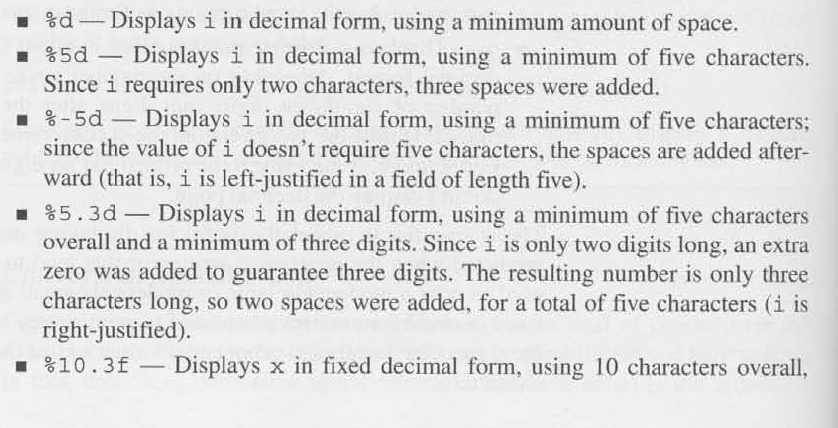 ■ %d — Displays i in decimal form, using a minimum amount of space.
■ %5d — Displays i in decimal form, using a minimum of five characters.
Since i requires only two characters, three spaces were added.
■ %-5d — Displays i in decimal form, using a minimum of five characters;
since the value of i doesn't require five characters, the spaces are added after-
ward (that is, i is left-justified in a field of length five).
■ %5.3d — Displays i in decimal form, using a minimum of five characters
overall and a minimum of three digits. Since i is only two digits long, an extra
zero was added to guarantee three digits. The resulting number is only three
characters long, so two spaces were added, for a total of five characters (i is
right-justified).
■ %10.3f — Displays x in fixed decimal form, using 10 characters overall,